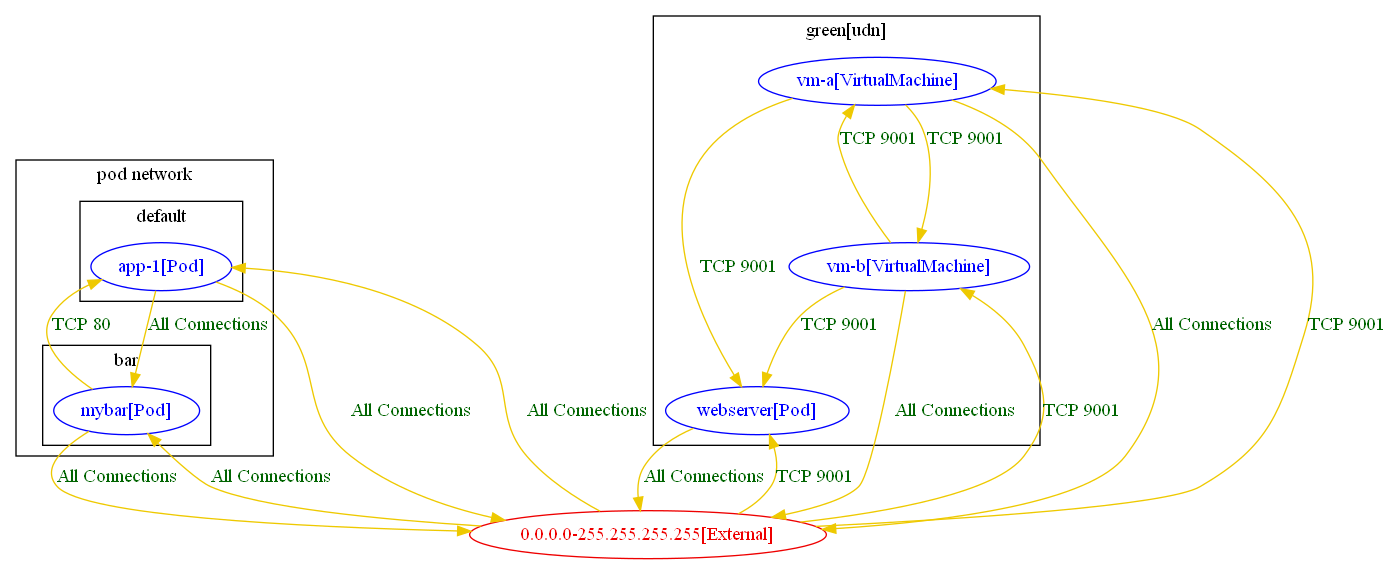 green[udn]
vm-a[VirtualMachine]
TCP 9001
TCP 9001
pod network
default
app-1[Pod]
TCP 9001
vm-b[VirtualMachine]
TCP 80
All Connections
TCP 9001
All Connections
TCP 9001
bar
mybar[Pod]
All Connections
All Connections
webserver[Pod]
All Connections
TCP 9001
All Connections
All Connections
All Connections
TCP 9001
0.0.0.0-255.255.255.255[External]